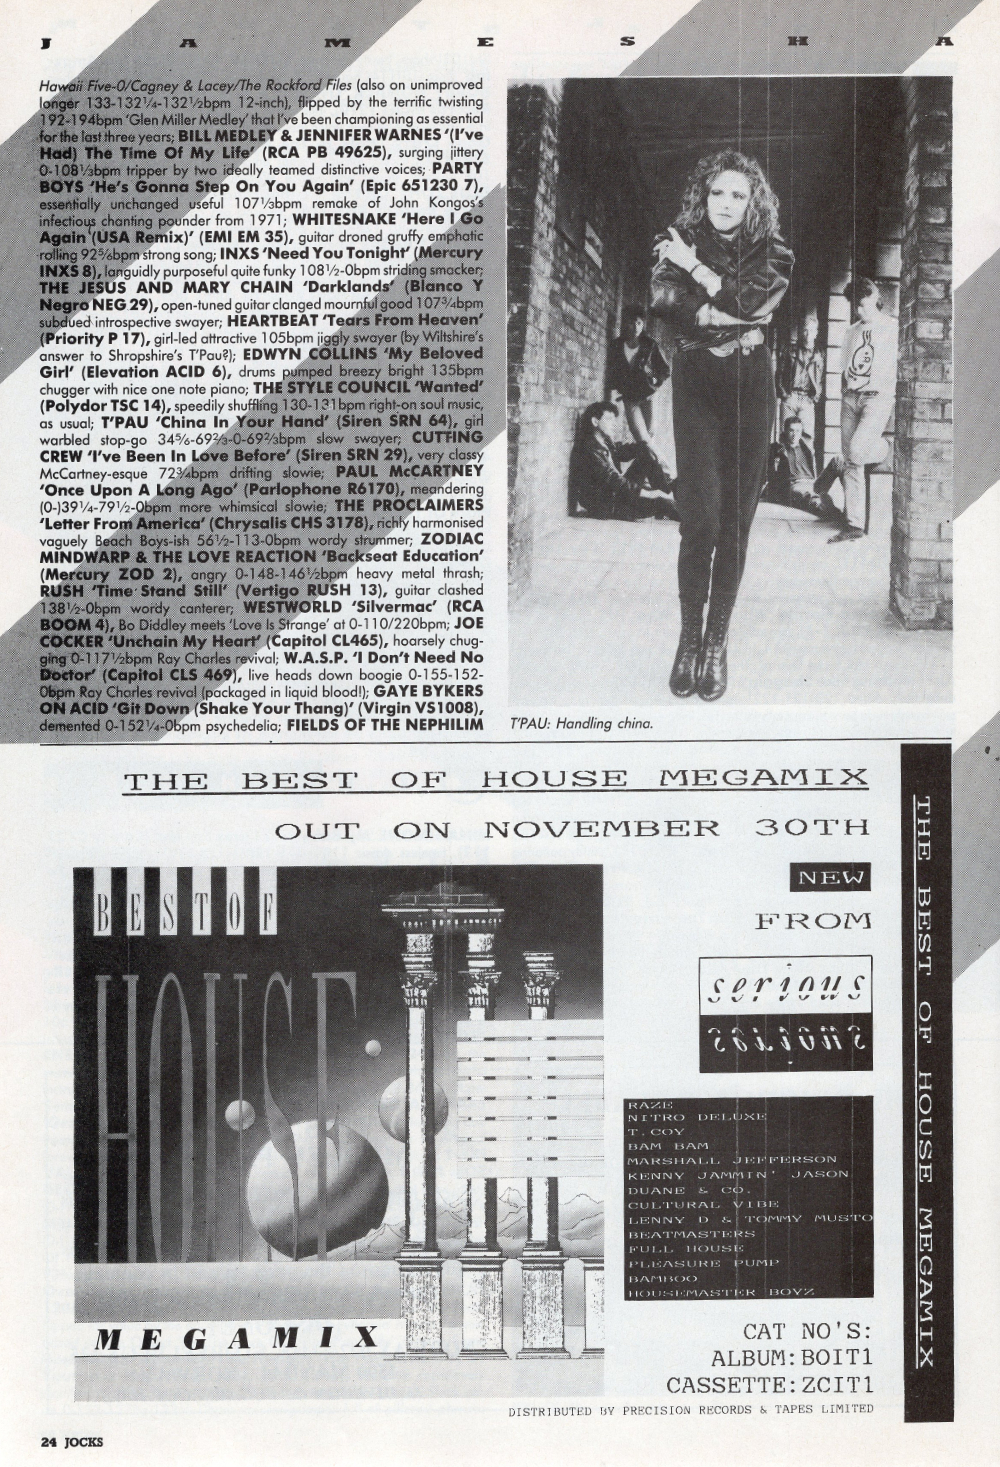 J A M E S H A
Hawaii Five-0/Cagney & Lacey/The Rockford Files (also on unimproved
longer 133-132¼-132½bpm 12-inch), flipped by the terrific twisting
192-194bpm ‘Glen Miller Medley’ that I’ve been championing as essential
for the last three years; BILL MEDLEY & JENNIFER WARNES ‘(I’ve
Had) The Time Of My Life’ (RCA PB 49625), surging jittery
0-108⅓bpm tripper by two ideally teamed distinctive voices; PARTY
BOYS ‘He’s Gonna Step On You Again’ (Epic 651230 7),
essentially unchanged useful 107⅓bpm remake of John Kongos’s
infectious chanting pounder from 1971; WHITESNAKE ‘Here I Go
Again (USA Remix)’ (EMI EM 35), guitar droned gruffy emphatic
rolling 92⅚bpm strong song; INXS ‘Need You Tonight’ (Mercury
INXS 8), languidly purposeful quite funky 108½-0bpm striding smacker;
THE JESUS AND MARY CHAIN ‘Darklands’ (Blanco Y
Negro NEG 29), open-tuned guitar clanged mournful good 107¾bpm
subdued introspective swayer; HEARTBEAT ‘Tears From Heaven’
(Priority P 17), girl-led attractive 105bpm jiggly swayer (by Wiltshire’s
answer to Shropshire’s T’Pau?); EDWYN COLLINS ‘My Beloved
Girl’ (Elevation ACID 6), drums pumped breezy bright 135bpm
chugger with nice one note piano; THE STYLE COUNCIL ‘Wanted’
(Polydor TSC 14), speedily shuffling 130-131bpm right-on soul music,
as usual; T’PAU ‘China In Your Hand’ (Siren SRN 64), girl
warbled stop-go 34⅚-69⅔-0-69⅔bpm slow swayer; CUTTING
CREW ‘I’ve Been In Love Before’ (Siren SRN 29), very classy
McCartney-esque 72¾bpm drifting slowie; PAUL McCARTNEY
‘Once Upon A Long Ago’ (Parlophone R6170), meandering
(0-)39¼-79½-0bpm more whimsical slowie; THE PROCLAIMERS
‘Letter From America’ (Chrysalis CHS 3178), richly harmonised
vaguely Beach Boys-ish 56½-113-0bpm wordy strummer; ZODIAC
MINDWARP & THE LOVE REACTION ‘Backseat Education’
(Mercury ZOD 2), angry 0-148-146½bpm heavy metal thrash;
RUSH ‘Time Stand Still’ (Vertigo RUSH 13), guitar clashed
138½-0bpm wordy canterer; WESTWORLD ‘Silvermac’ (RCA
BOOM 4), Bo Diddley meets ‘Love Is Strange’ at 0-110/220bpm; JOE
COCKER ‘Unchain My Heart’ (Capitol CL465), hoarsely chug-
ging 0-117½bpm Ray Charles revival; W.A.S.P. ‘I Don’t Need No
Doctor’ (Capitol CLS 469), live heads down boogie 0-155-152-
0bpm Ray Charles revival (packaged in liquid blood!); GAYE BYKERS
ON ACID ‘Git Down (Shake Your Thang)’ (Virgin VS1008),
demented 0-152¼-0bpm psychedelia; FIELDS OF THE NEPHILIM
T’PAU: Handling china.
THE BEST OF HOUSE MEGAMIX
OUT ON NOVEMBER 30TH
BEST OF
HOUSE
MEGAMIX
NEW
FROM
serious
serious
RAZE
NITRO DELUXE
T. COY
BAM BAM
MARSHALL JEFFERSON
KENNY JAMMIN' JASON
DUANE & CO.
CULTURAL VIBE
LENNY D & TOMMY MUSTO
BEATMASTERS
FULL HOUSE
PLEASURE PUMP
BAMBOO
HOUSEMASTER BOYZ
CAT NO'S:
ALBUM:BOIT1
CASSETTE:ZCIT1
DISTRIBUTED BY PRECISION RECORDS & TAPES LIMITED
THE BEST OF HOUSE MEGAMIX
24 JOCKS